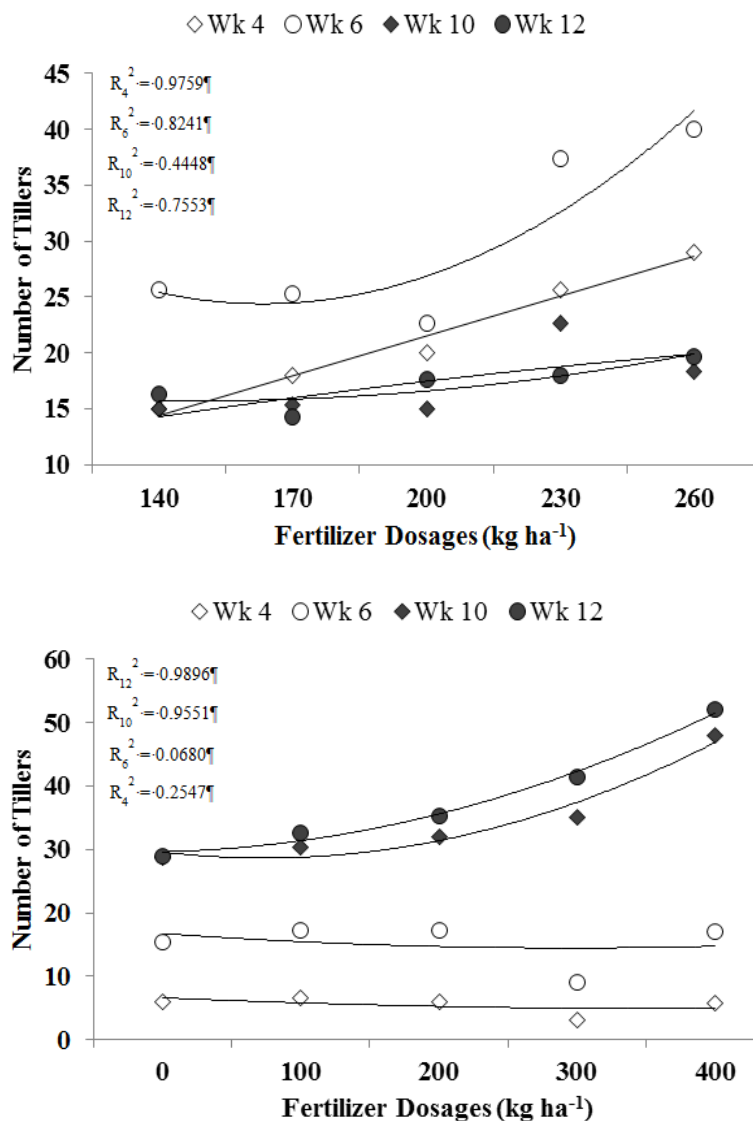 ◇ Wk 4 ○ Wk 6 ◆ Wk 10 ● Wk 12
R₄²·=·0.9759¶
R₆²·=·0.8241¶
R₁₀²·=·0.4448¶
R₁₂²·=·0.7553¶
45
40
35
30
25
20
15
10
Number of Tillers
140 170 200 230 260
Fertilizer Dosages (kg ha⁻¹)
◇ Wk 4 ○ Wk 6 ◆ Wk 10 ● Wk 12
R₁₂²·=·0.9896¶
R₁₀²·=·0.9551¶
R₆²·=·0.0680¶
R₄²·=·0.2547¶
60
50
40
30
20
10
0
Number of Tillers
0 100 200 300 400
Fertilizer Dosages (kg ha⁻¹)